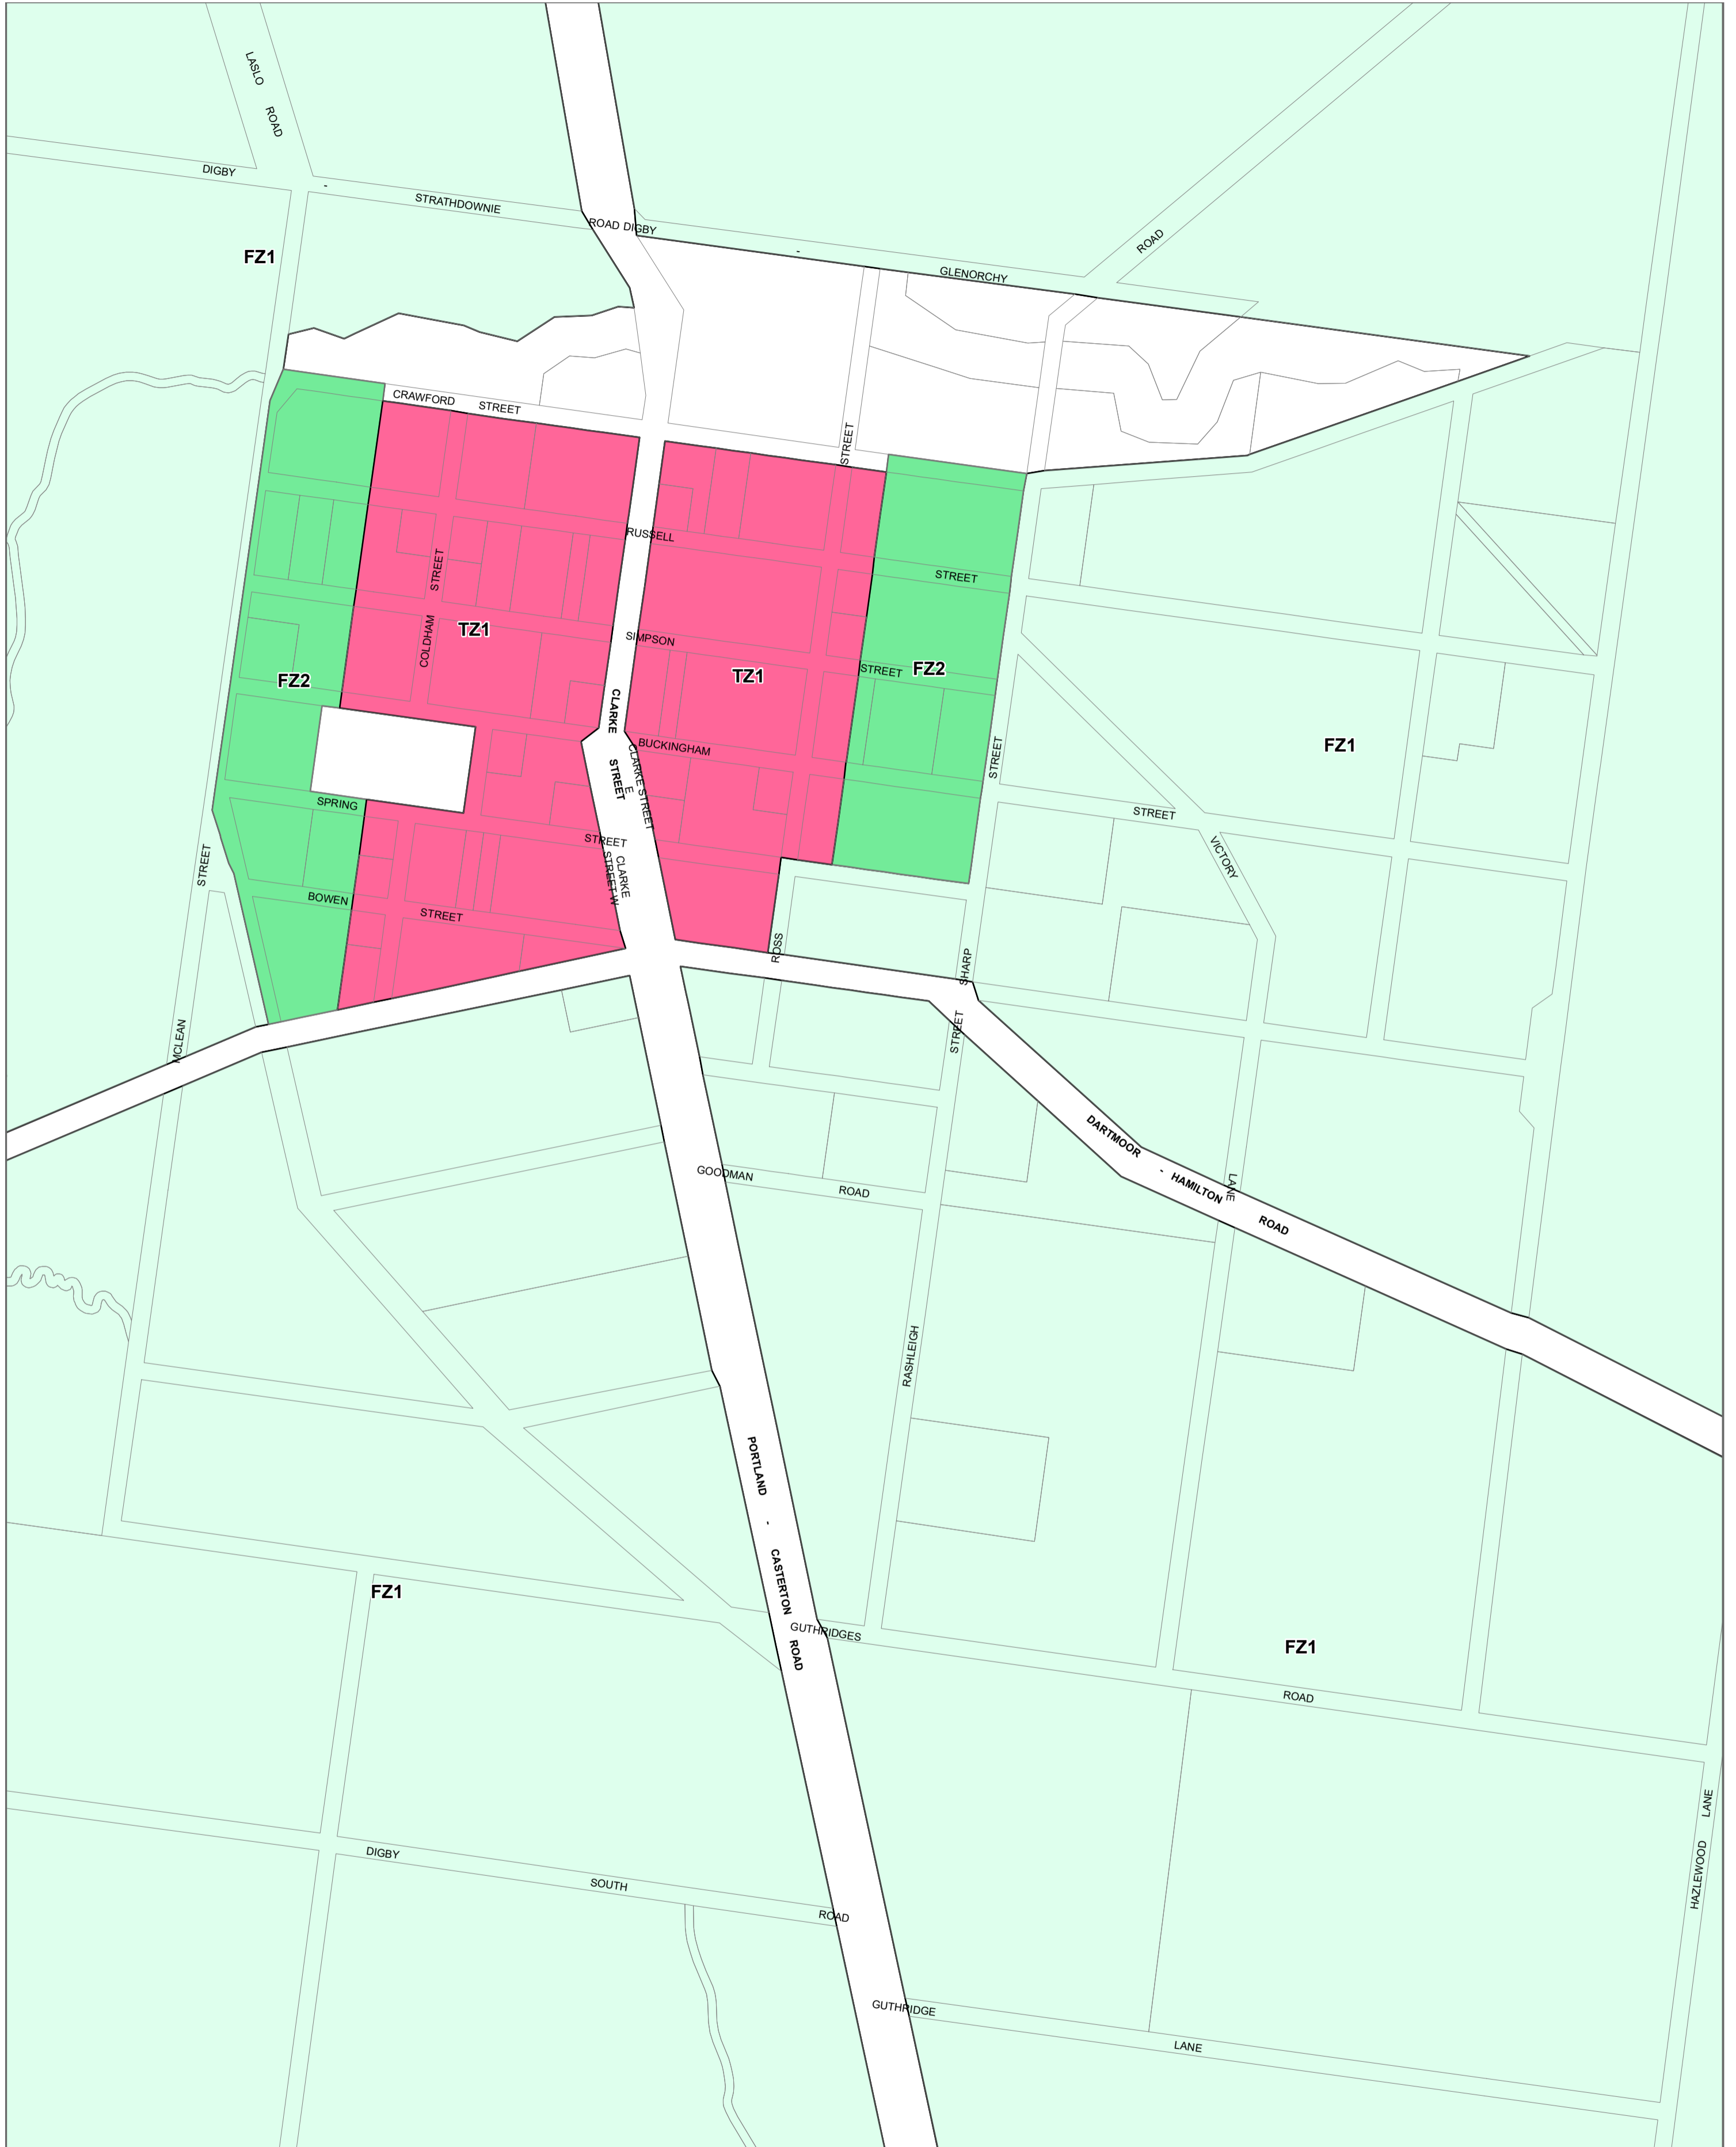 LASLO
ROAD
DIGBY
-
STRATHDOWNIE
ROAD DIGBY
-
GLENORCHY
ROAD
FZ1
CRAWFORD
STREET
STREET
RUSSELL
STREET
STREET
TZ1
COLDHAM
SIMPSON
STREET
FZ2
TZ1
FZ2
CLARKE
STREET
BUCKINGHAM
CLARKE STREET
E
FZ1
STREET
SPRING
STREET
STREET
VICTORY
STREET
CLARKE
STREET W
BOWEN
STREET
ROSS
SHARP
STREET
MCLEAN
DARTMOOR
-
HAMILTON
ROAD
LANE
GOODMAN
ROAD
RASHLEIGH
PORTLAND
-
CASTERTON
ROAD
FZ1
GUTHRIDGES
FZ1
ROAD
LANE
HAZLEWOOD
DIGBY
SOUTH
ROAD
GUTHRIDGE
LANE